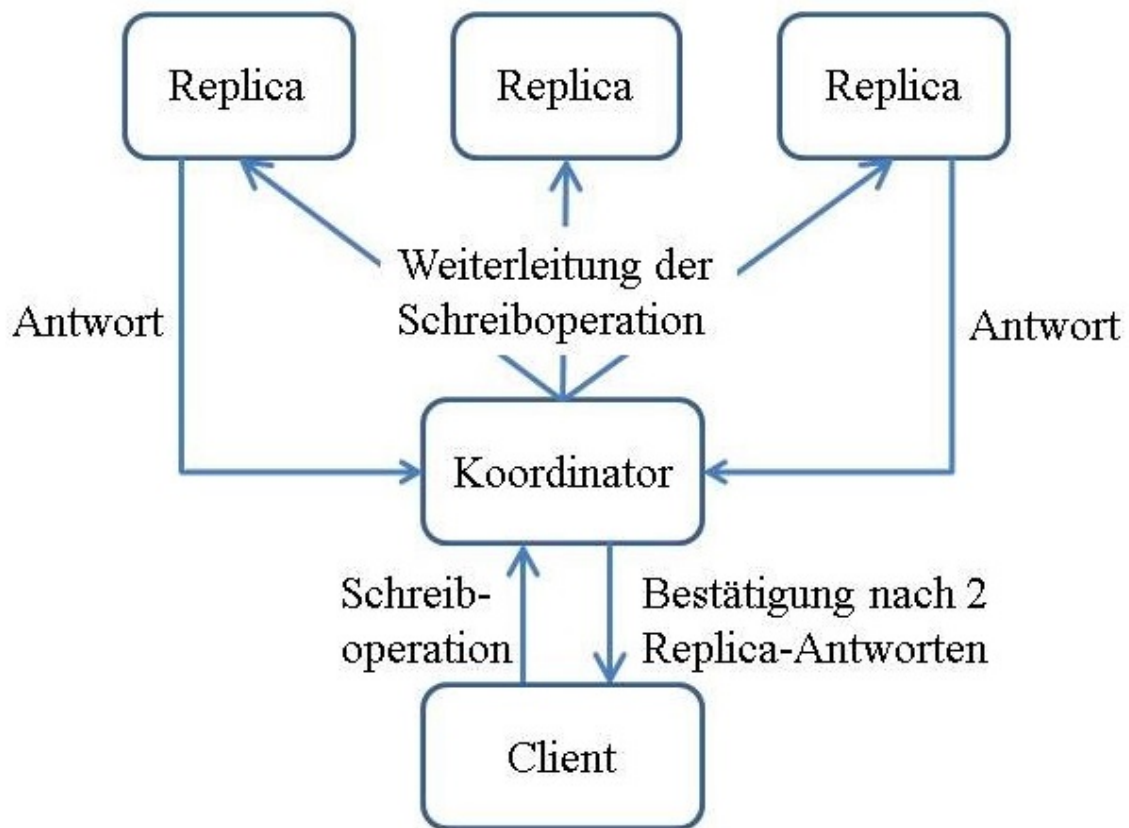 Replica
Replica
Replica
Weiterleitung der
Schreiboperation
Antwort
Antwort
Koordinator
Schreib-
operation
Bestätigung nach 2
Replica-Antworten
Client